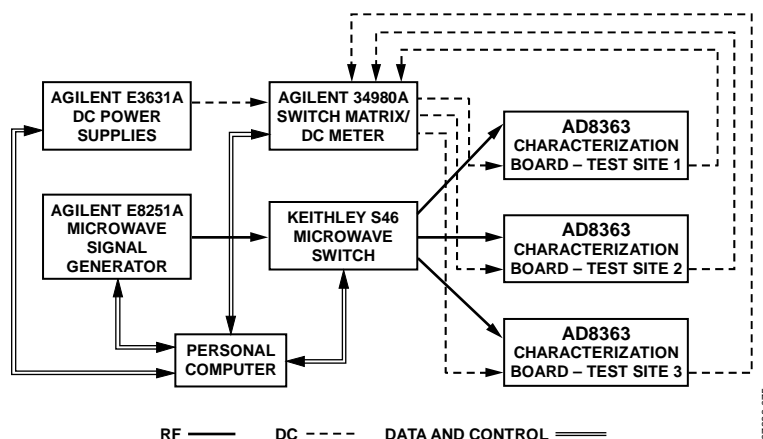 AGILENT E3631A
DC POWER
SUPPLIES
AGILENT 34980A
SWITCH MATRIX/
DC METER
AD8363
CHARACTERIZATION
BOARD – TEST SITE 1
AGILENT E8251A
MICROWAVE
SIGNAL
GENERATOR
KEITHLEY S46
MICROWAVE
SWITCH
AD8363
CHARACTERIZATION
BOARD – TEST SITE 2
PERSONAL
COMPUTER
AD8363
CHARACTERIZATION
BOARD – TEST SITE 3
RF
DC
DATA AND CONTROL